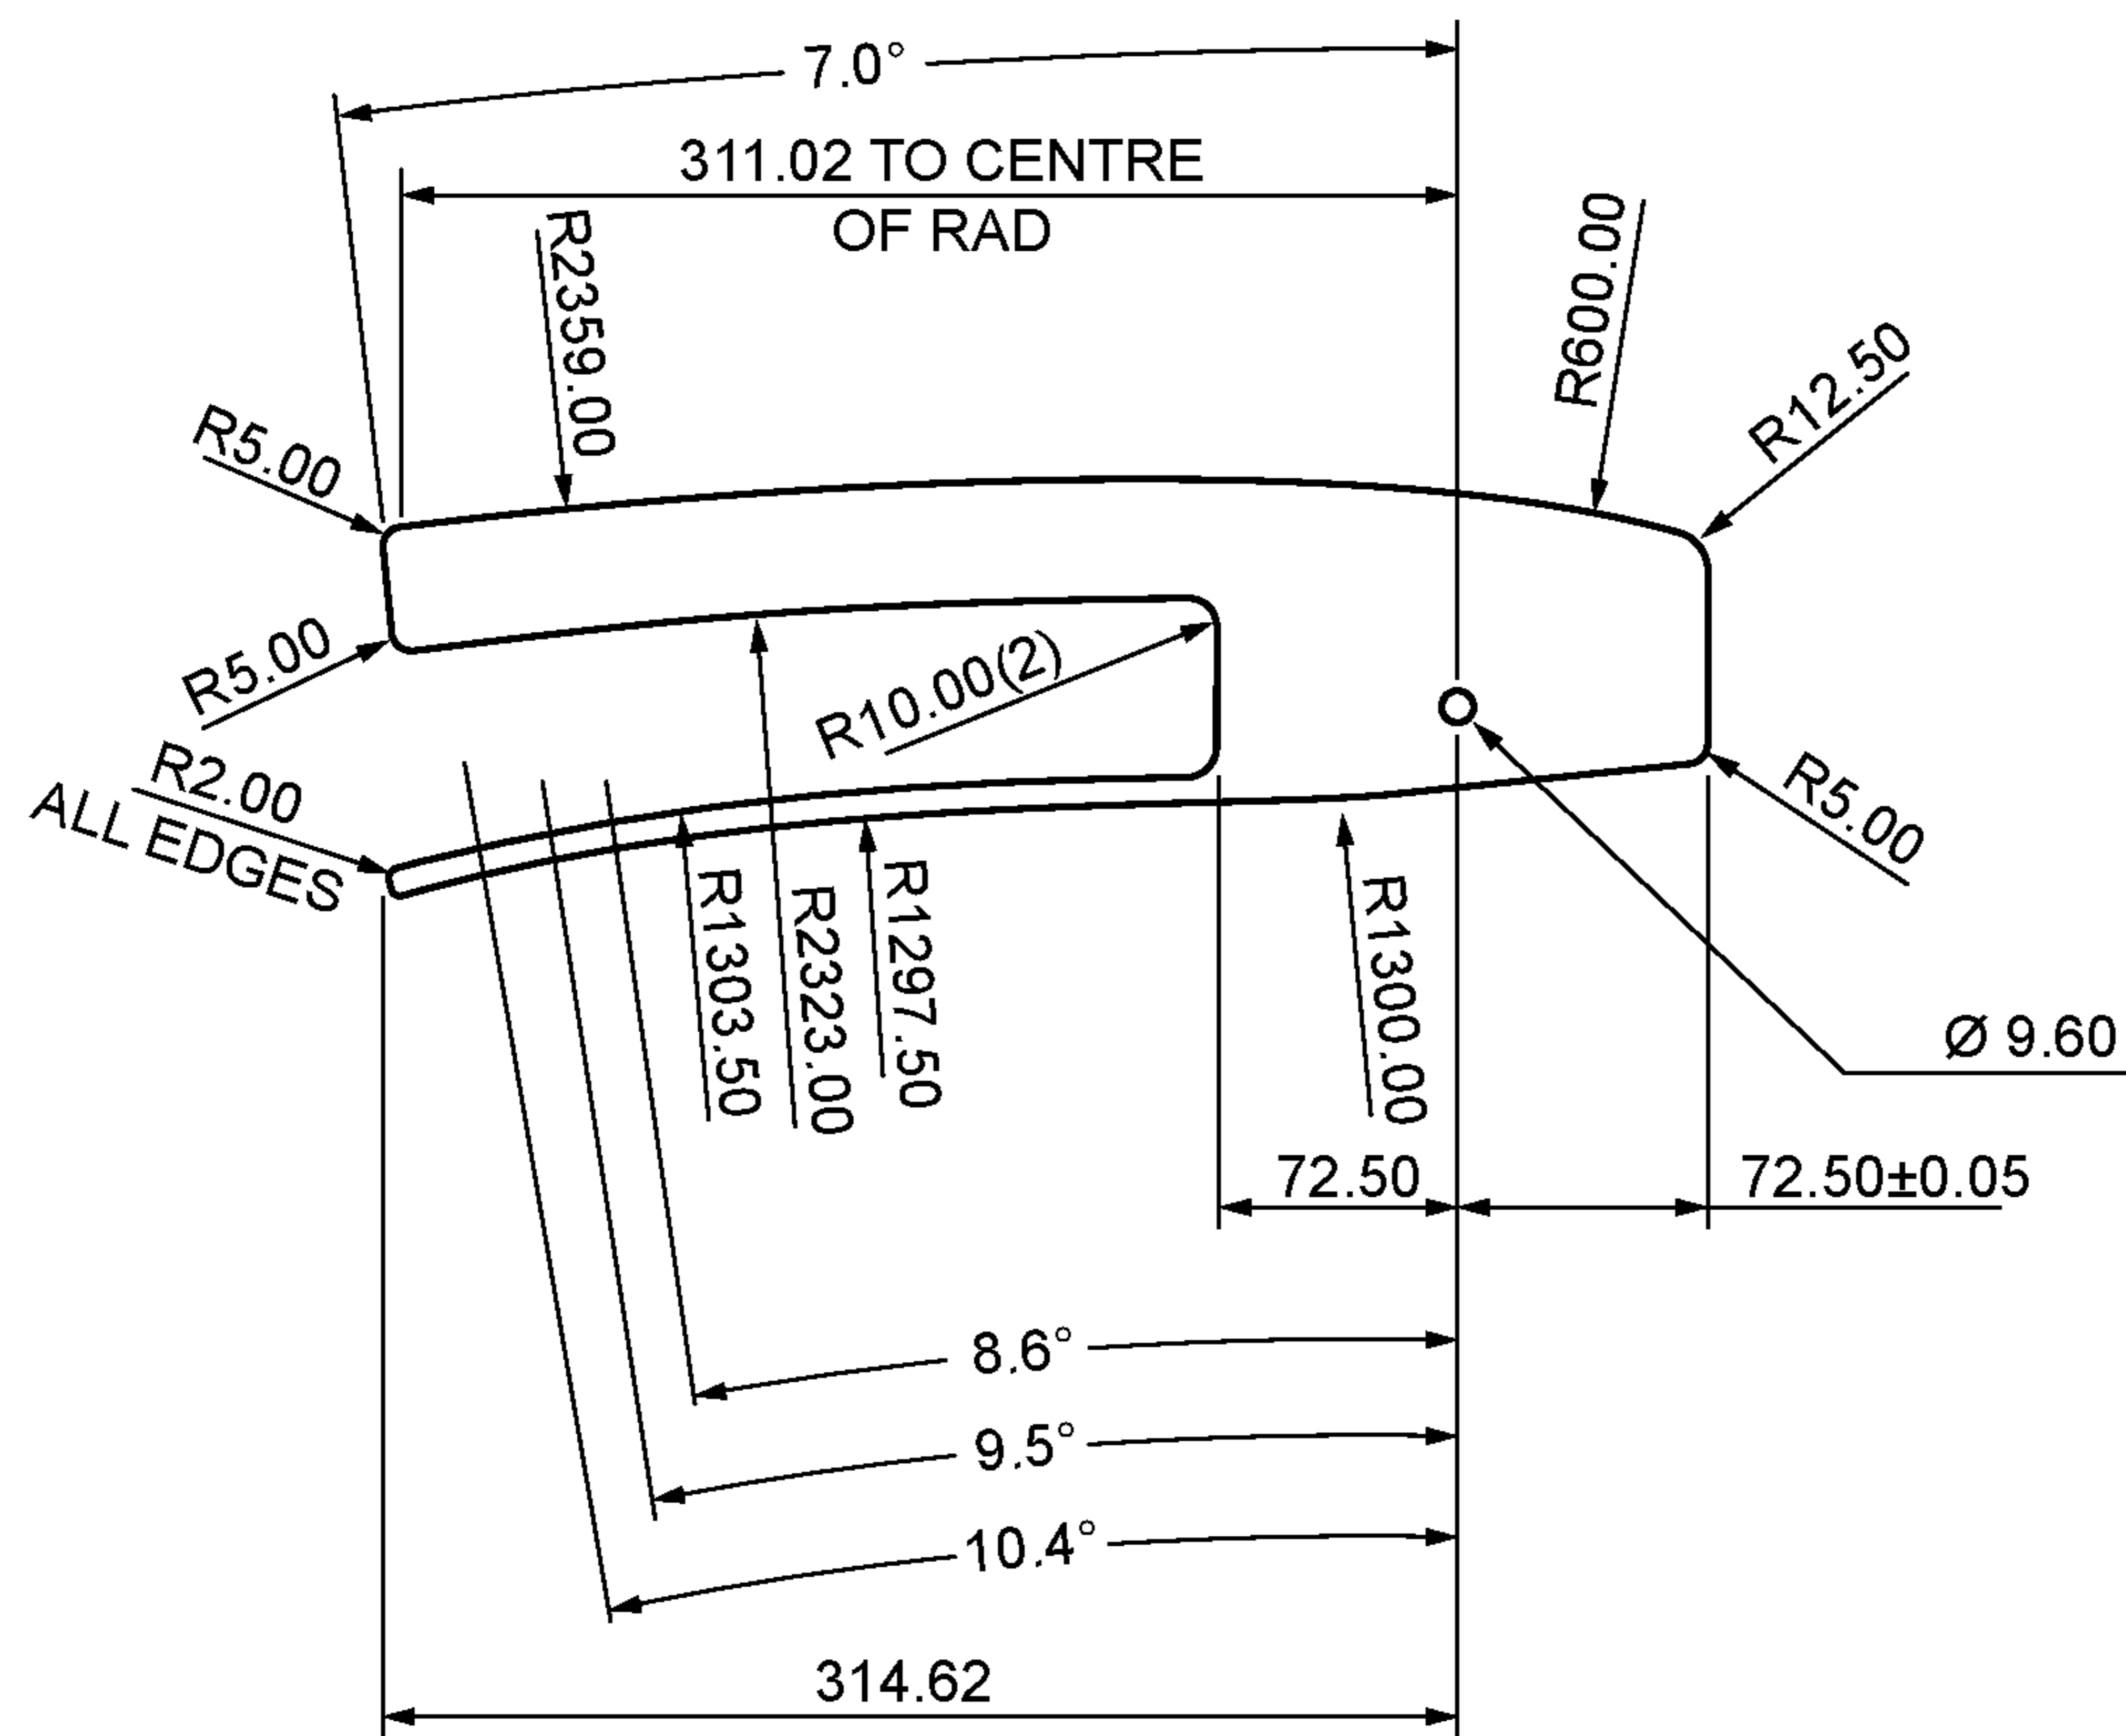 7.0°
311.02 TO CENTRE
OF RAD
R2359.00
R600.00
R12.50
R5.00
R5.00
R10.00(2)
R2.00
ALL EDGES
R5.00
R1303.50
R2323.00
R1297.50
R1300.00
Ø 9.60
72.50
72.50±0.05
8.6°
9.5°
10.4°
314.62